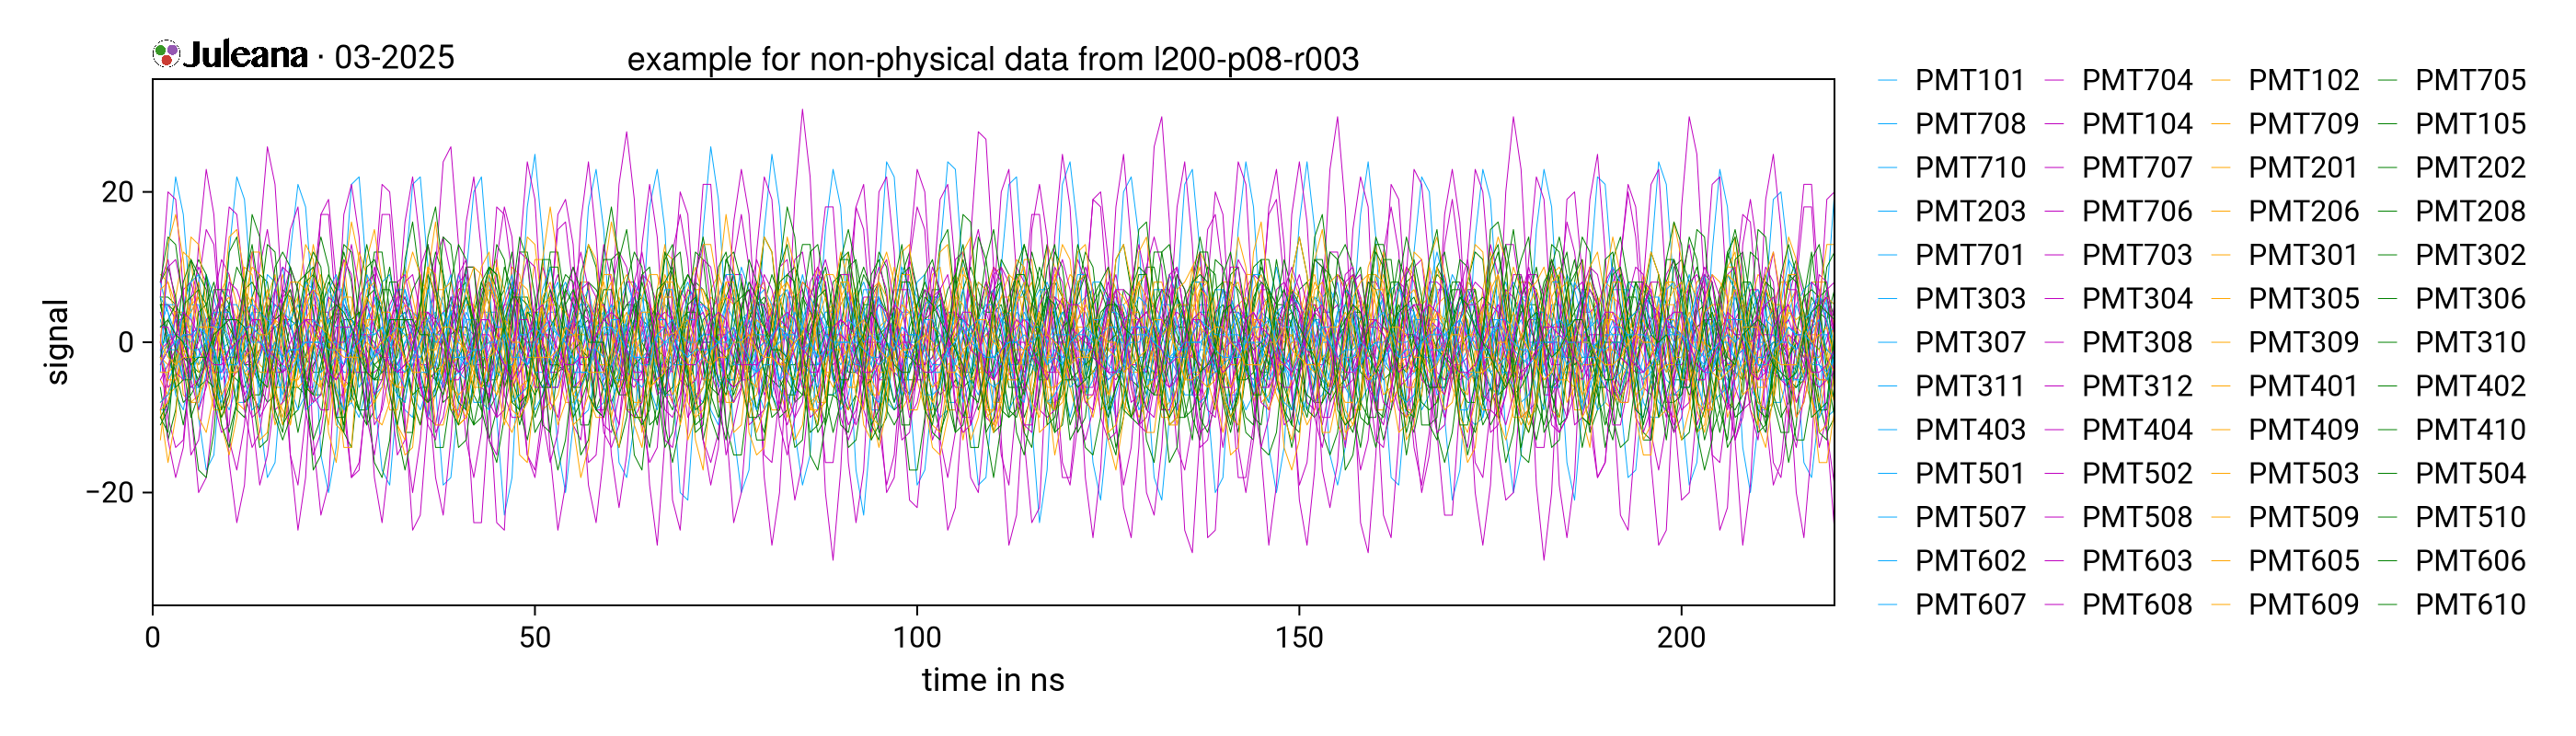 Juleana · 03-2025
example for non-physical data from l200-p08-r003
signal
20
0
−20
0 50 100 150 200
time in ns
PMT101 PMT704 PMT102 PMT705
PMT708 PMT104 PMT709 PMT105
PMT710 PMT707 PMT201 PMT202
PMT203 PMT706 PMT206 PMT208
PMT701 PMT703 PMT301 PMT302
PMT303 PMT304 PMT305 PMT306
PMT307 PMT308 PMT309 PMT310
PMT311 PMT312 PMT401 PMT402
PMT403 PMT404 PMT409 PMT410
PMT501 PMT502 PMT503 PMT504
PMT507 PMT508 PMT509 PMT510
PMT602 PMT603 PMT605 PMT606
PMT607 PMT608 PMT609 PMT610